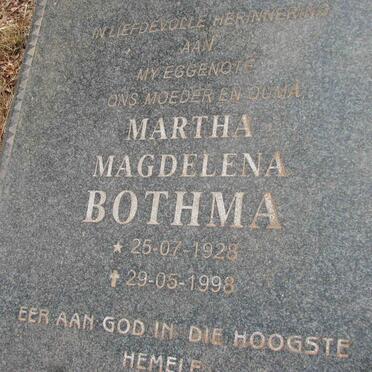 IN LIEFDEVOLLE HERINNERING
AAN
MY EGGENOTE
ONS MOEDER EN OUMA
MARTHA
MAGDELENA
BOTHMA
★ 25-07-1928
✝ 29-05-1998
EER AAN GOD IN DIE HOOGSTE
HEMELE